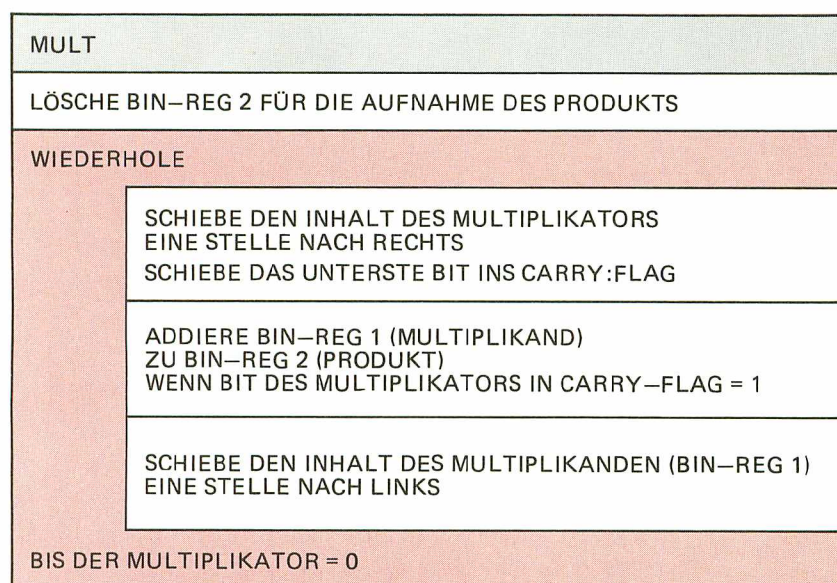 MULT
LÖSCHE BIN–REG 2 FÜR DIE AUFNAHME DES PRODUKTS
WIEDERHOLE
SCHIEBE DEN INHALT DES MULTIPLIKATORS
EINE STELLE NACH RECHTS
SCHIEBE DAS UNTERSTE BIT INS CARRY:FLAG
ADDIERE BIN–REG 1 (MULTIPLIKAND)
ZU BIN–REG 2 (PRODUKT)
WENN BIT DES MULTIPLIKATORS IN CARRY–FLAG = 1
SCHIEBE DEN INHALT DES MULTIPLIKANDEN (BIN–REG 1)
EINE STELLE NACH LINKS
BIS DER MULTIPLIKATOR = 0